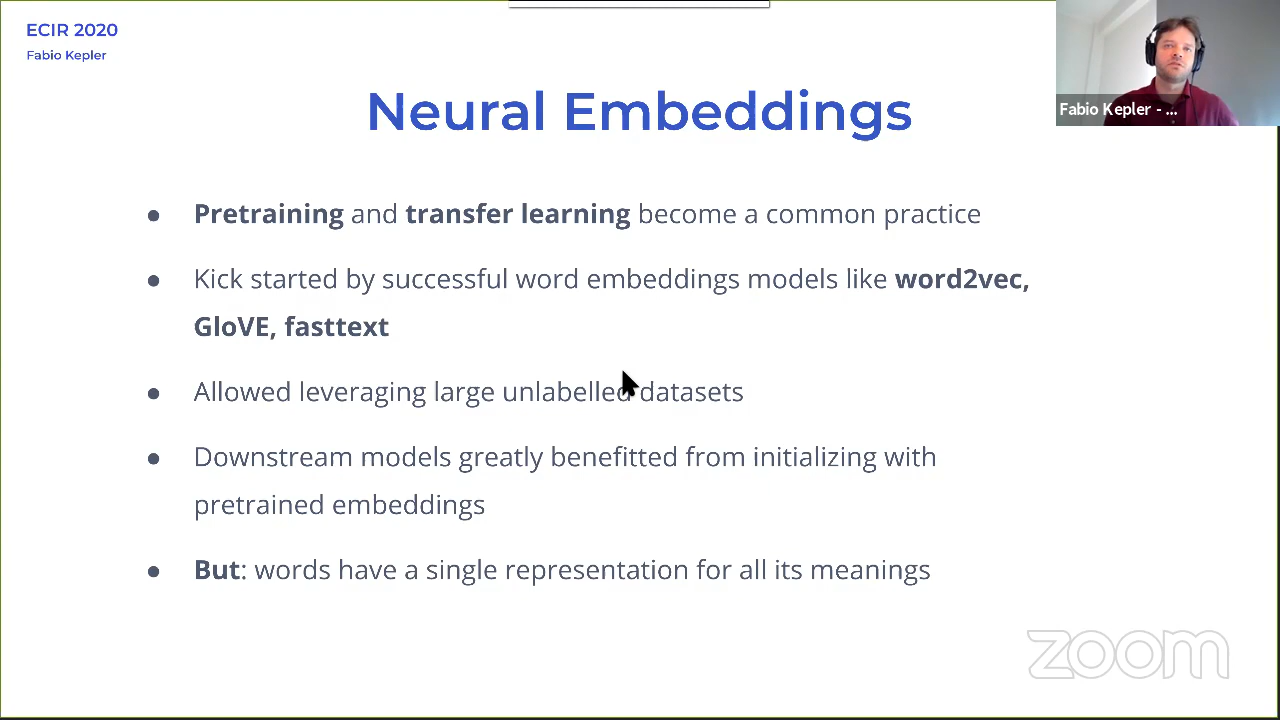 ECIR 2020
Fabio Kepler
Neural Embeddings
Fabio Kepler - ...
● Pretraining and transfer learning become a common practice
● Kick started by successful word embeddings models like word2vec,
GloVE, fasttext
● Allowed leveraging large unlabelled datasets
● Downstream models greatly benefitted from initializing with
pretrained embeddings
● But: words have a single representation for all its meanings
zoom